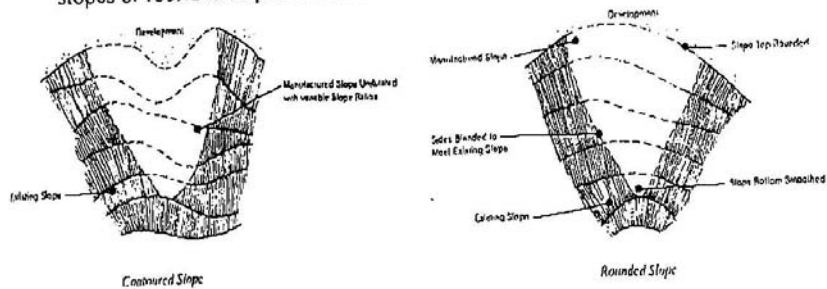 Development
Manufactured Slope Undulated
with variable Slope Ratios
Existing Slope
Contoured Slope
Development
Manufactured Slope
Slope Top Rounded
Sides Blended to
Meet Existing Slope
Slope Bottom Smoothed
Existing Slope
Rounded Slope